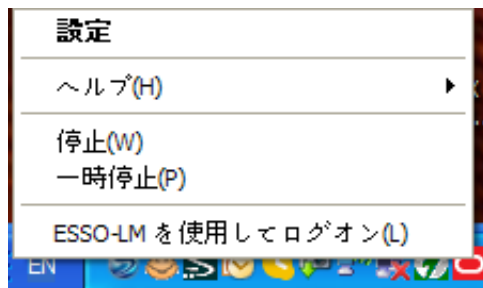 設定
ヘルプ(H)
停止(W)
一時停止(P)
ESSO-LM を使用してログオン(L)
EN